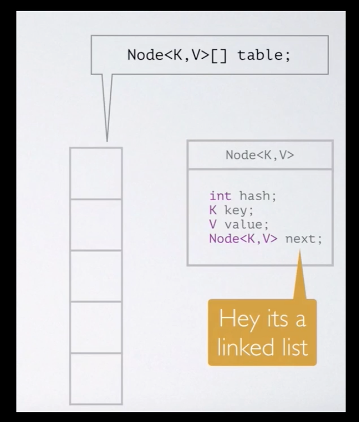 Node<K,V>[] table;
Node<K,V>
int hash;
K key;
V value;
Node<K,V> next;
Hey its a
linked list